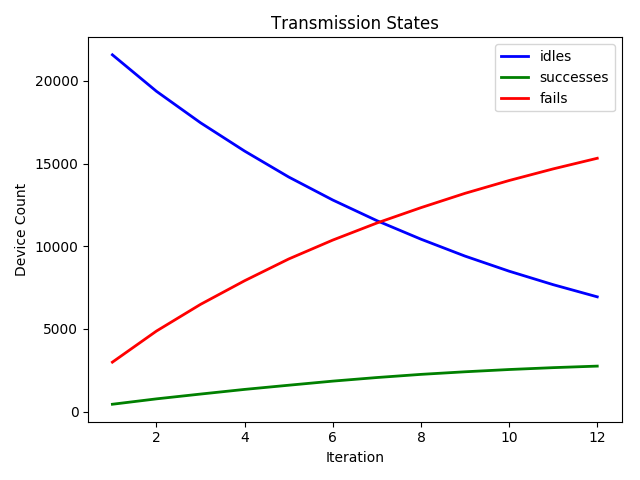 Transmission States
idles
successes
fails
20000
15000
10000
5000
0
Device Count
2 4 6 8 10 12
Iteration